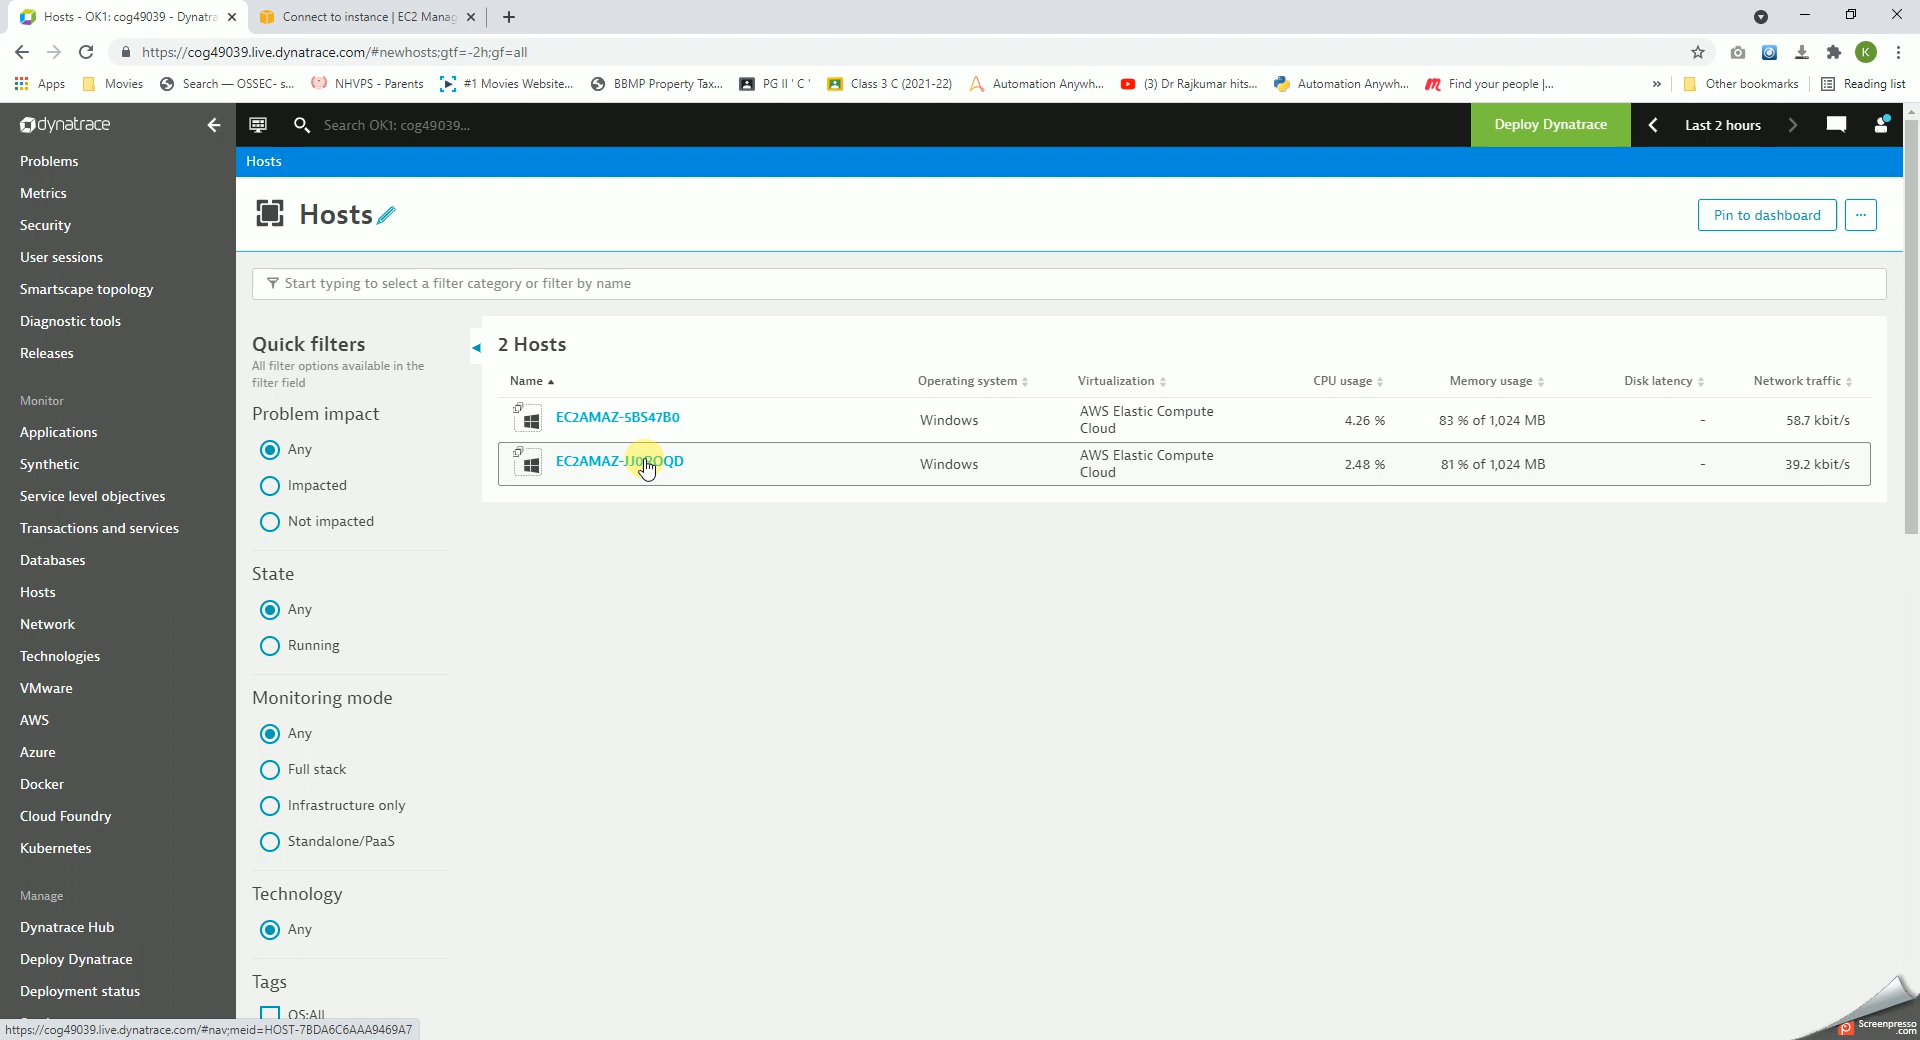 Hosts - OK1: cog49039 - Dynatra
Connect to instance | EC2 Manag
https://cog49039.live.dynatrace.com/#newhosts;gtf=-2h;gf=all
K
Apps
Movies
Search — OSSEC- s...
NHVPS - Parents
#1 Movies Website...
BBMP Property Tax...
PG II ' C '
Class 3 C (2021-22)
Automation Anywh...
(3) Dr Rajkumar hits...
Automation Anywh...
Find your people |...
»
Other bookmarks
Reading list
dynatrace
Search OK1: cog49039...
Deploy Dynatrace
Last 2 hours
Problems
Metrics
Security
User sessions
Smartscape topology
Diagnostic tools
Releases
Monitor
Applications
Synthetic
Service level objectives
Transactions and services
Databases
Hosts
Network
Technologies
VMware
AWS
Azure
Docker
Cloud Foundry
Kubernetes
Manage
Dynatrace Hub
Deploy Dynatrace
Deployment status
Hosts
Hosts
Pin to dashboard
...
Start typing to select a filter category or filter by name
Quick filters
All filter options available in the
filter field
Problem impact
Any
Impacted
Not impacted
State
Any
Running
Monitoring mode
Any
Full stack
Infrastructure only
Standalone/PaaS
Technology
Any
Tags
OS:All
2 Hosts
Name
Operating system
Virtualization
CPU usage
Memory usage
Disk latency
Network traffic
EC2AMAZ-5BS47B0
Windows
AWS Elastic Compute
Cloud
4.26 %
83 % of 1,024 MB
-
58.7 kbit/s
Windows
AWS Elastic Compute
Cloud
2.48 %
81 % of 1,024 MB
-
39.2 kbit/s
https://cog49039.live.dynatrace.com/#nav;meid=HOST-7BDA6C6AAA9469A7
Screenpresso
.com